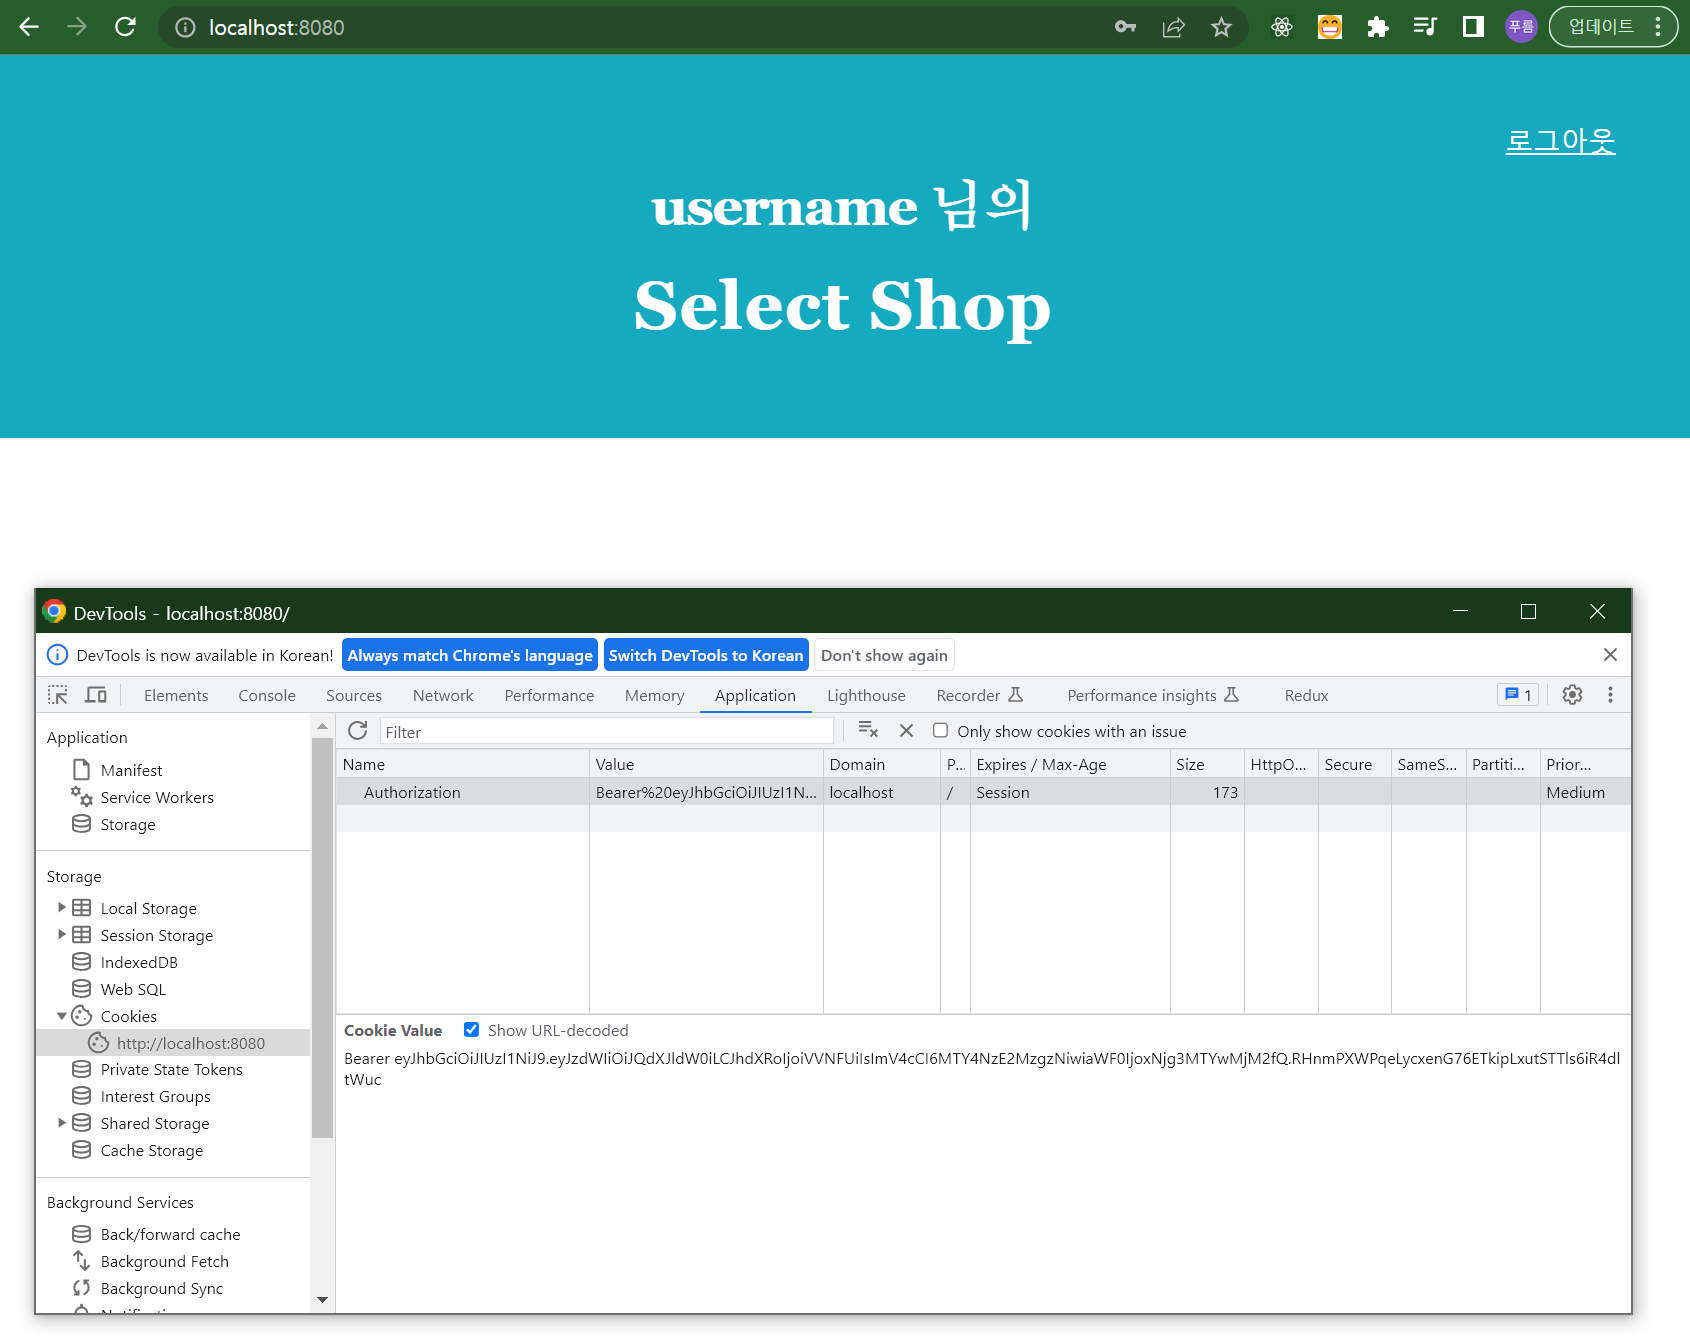 localhost:8080
푸름
업데이트
로그아웃
username 님의
Select Shop
DevTools - localhost:8080/
DevTools is now available in Korean!
Always match Chrome's language
Switch DevTools to Korean
Don't show again
Elements Console Sources Network Performance Memory Application Lighthouse Recorder Performance insights Redux 1
Application
Manifest
Service Workers
Storage
Storage
Local Storage
Session Storage
IndexedDB
Web SQL
Cookies
http://localhost:8080
Private State Tokens
Interest Groups
Shared Storage
Cache Storage
Background Services
Back/forward cache
Background Fetch
Background Sync
Filter
Only show cookies with an issue
Name Value Domain P... Expires / Max-Age Size HttpO... Secure SameS... Partiti... Prior...
Authorization Bearer%20eyJhbGciOiJIUzI1N... localhost / Session 173 Medium
Cookie Value Show URL-decoded
Bearer eyJhbGciOiJIUzI1NiJ9.eyJzdWIiOiJQdXJldW0iLCJhdXRoIjoiVVNFUiIsImV4cCI6MTY4NzE2MzgzNiwiaWF0IjoxNjg3MTYwMjM2fQ.RHnmPXWPqeLycxenG76ETkipLxutSTTls6iR4dl
tWuc